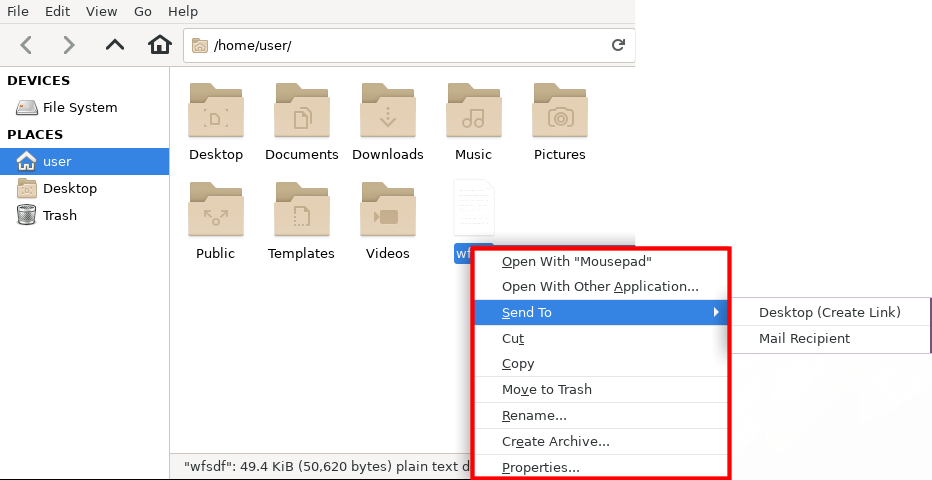 File Edit View Go Help
/home/user/
DEVICES
File System
PLACES
user
Desktop
Trash
Desktop Documents Downloads Music Pictures
Public Templates Videos
Open With "Mousepad"
Open With Other Application...
Send To
Cut
Copy
Move to Trash
Rename...
Create Archive...
Properties...
Desktop (Create Link)
Mail Recipient
"wfsdf": 49.4 KiB (50,620 bytes) plain text